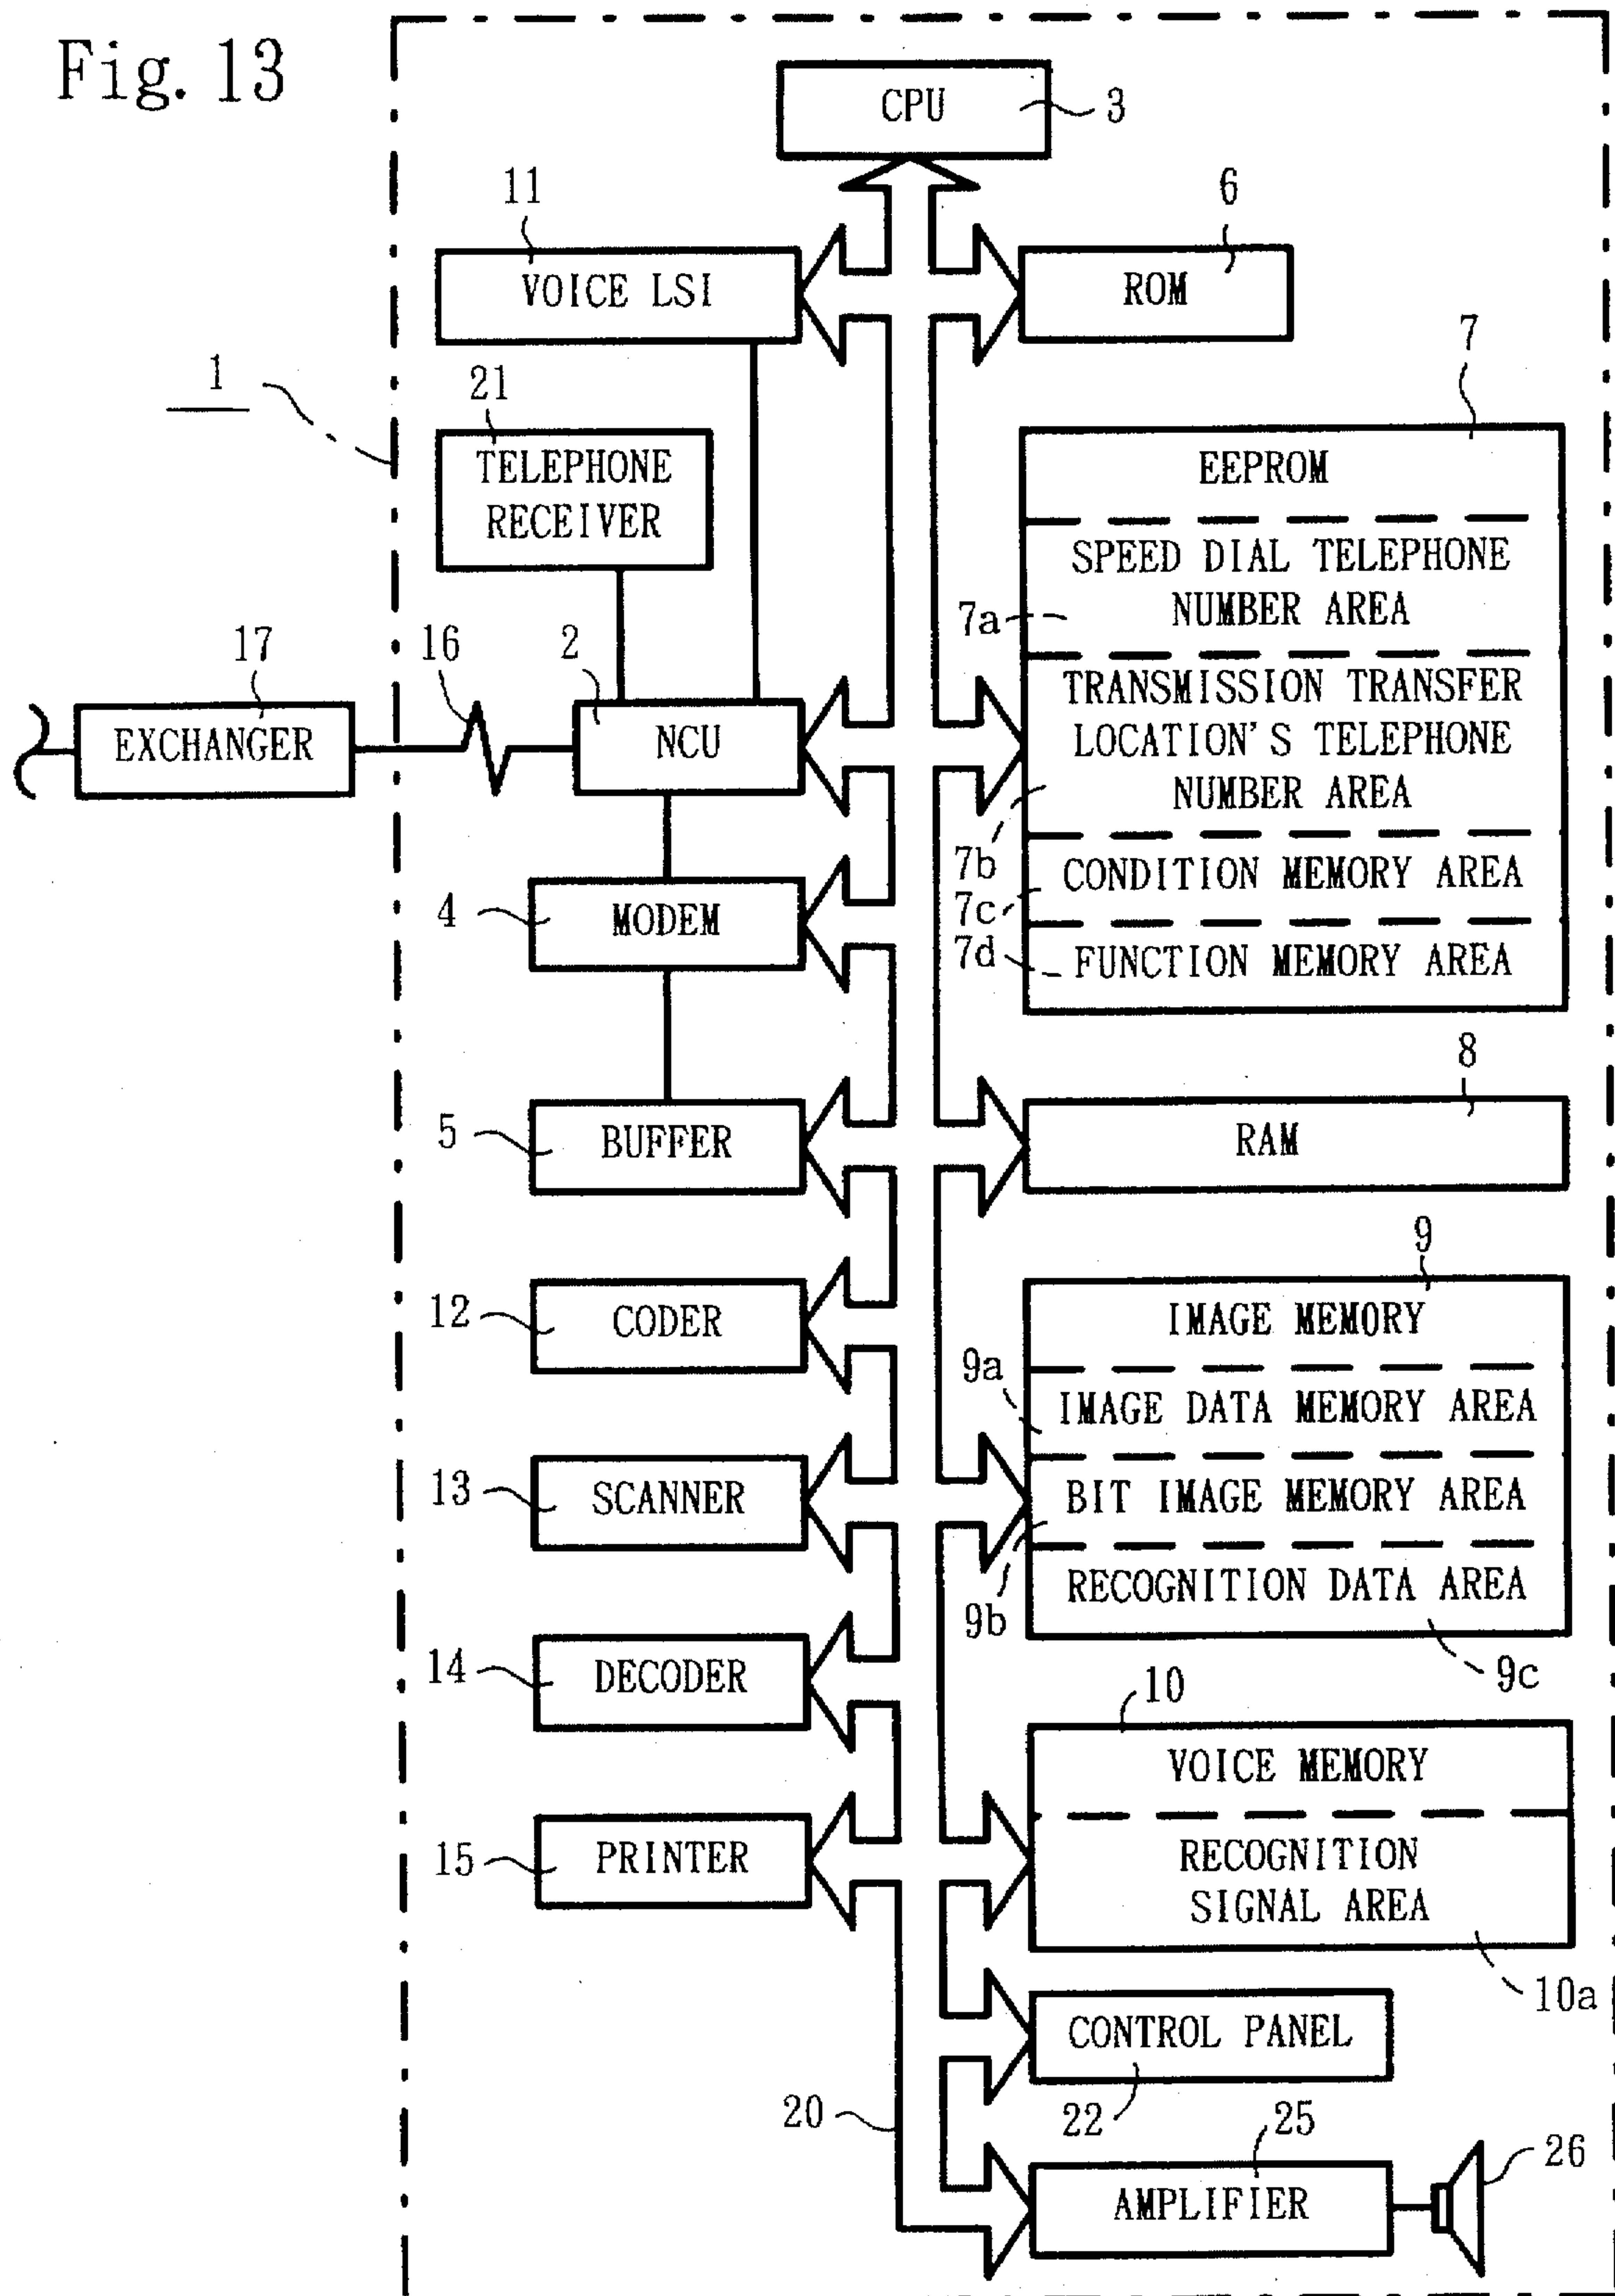 Fig. 13
CPU
3
11
VOICE LSI
6
ROM
1
21
TELEPHONE
RECEIVER
7
EEPROM
SPEED DIAL TELEPHONE
NUMBER AREA
7a
TRANSMISSION TRANSFER
LOCATION'S TELEPHONE
NUMBER AREA
7b
CONDITION MEMORY AREA
7c
7d
FUNCTION MEMORY AREA
17
EXCHANGER
16
2
NCU
4
MODEM
5
BUFFER
8
RAM
12
CODER
9
IMAGE MEMORY
9a
IMAGE DATA MEMORY AREA
13
SCANNER
BIT IMAGE MEMORY AREA
9b
RECOGNITION DATA AREA
9c
14
DECODER
10
VOICE MEMORY
15
PRINTER
RECOGNITION
SIGNAL AREA
10a
CONTROL PANEL
22
20
25
AMPLIFIER
26